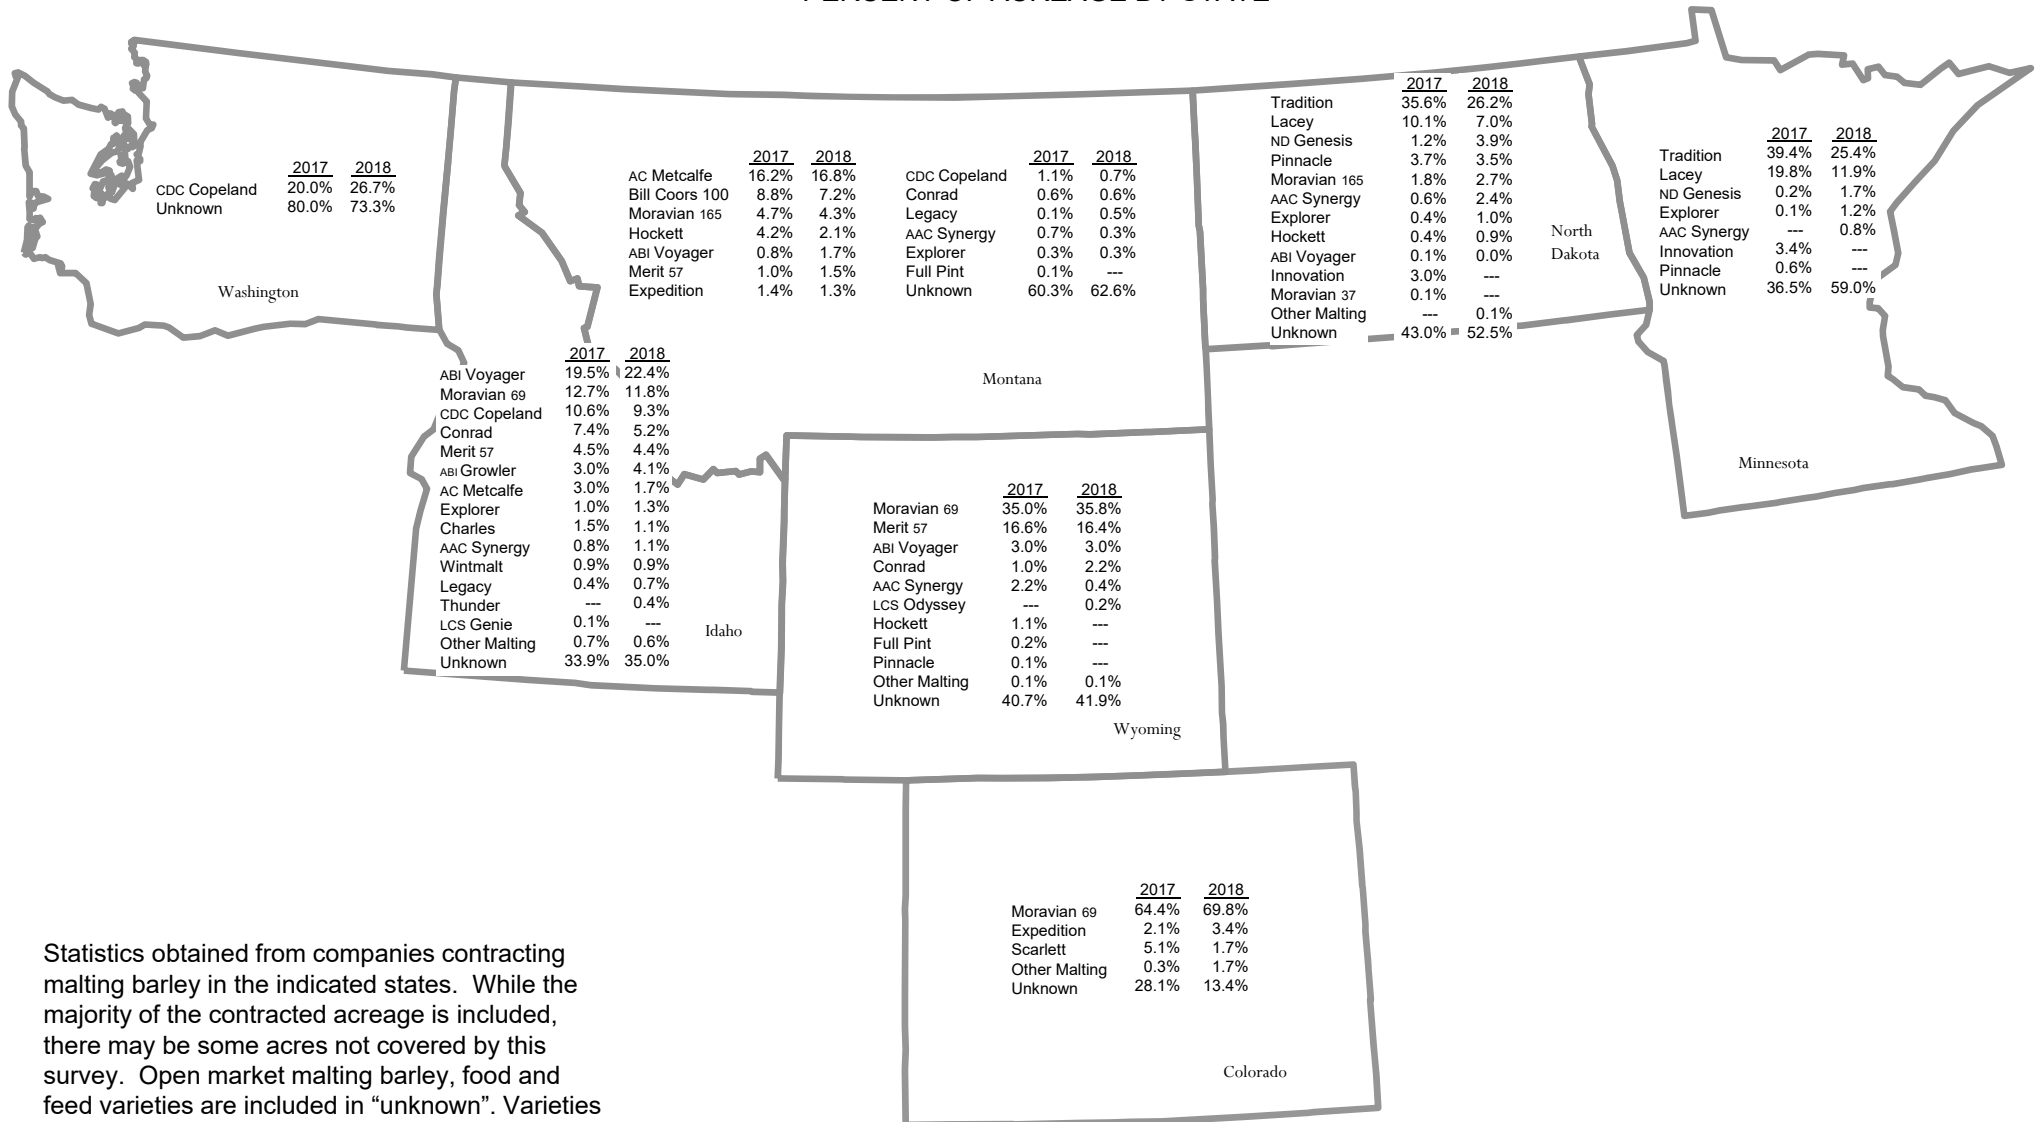 PERCENT OF ACREAGE BY STATE
2017 2018
CDC Copeland 20.0% 26.7%
Unknown 80.0% 73.3%
Washington
2017 2018
AC Metcalfe 16.2% 16.8%
Bill Coors 100 8.8% 7.2%
Moravian 165 4.7% 4.3%
Hockett 4.2% 2.1%
ABI Voyager 0.8% 1.7%
Merit 57 1.0% 1.5%
Expedition 1.4% 1.3%
2017 2018
CDC Copeland 1.1% 0.7%
Conrad 0.6% 0.6%
Legacy 0.1% 0.5%
AAC Synergy 0.7% 0.3%
Explorer 0.3% 0.3%
Full Pint 0.1% ---
Unknown 60.3% 62.6%
Montana
2017 2018
Tradition 35.6% 26.2%
Lacey 10.1% 7.0%
ND Genesis 1.2% 3.9%
Pinnacle 3.7% 3.5%
Moravian 165 1.8% 2.7%
AAC Synergy 0.6% 2.4%
Explorer 0.4% 1.0%
Hockett 0.4% 0.9%
ABI Voyager 0.1% 0.0%
Innovation 3.0% ---
Moravian 37 0.1% ---
Other Malting --- 0.1%
Unknown 43.0% 52.5%
North
Dakota
2017 2018
Tradition 39.4% 25.4%
Lacey 19.8% 11.9%
ND Genesis 0.2% 1.7%
Explorer 0.1% 1.2%
AAC Synergy --- 0.8%
Innovation 3.4% ---
Pinnacle 0.6% ---
Unknown 36.5% 59.0%
Minnesota
2017 2018
ABI Voyager 19.5% 22.4%
Moravian 69 12.7% 11.8%
CDC Copeland 10.6% 9.3%
Conrad 7.4% 5.2%
Merit 57 4.5% 4.4%
ABI Growler 3.0% 4.1%
AC Metcalfe 3.0% 1.7%
Explorer 1.0% 1.3%
Charles 1.5% 1.1%
AAC Synergy 0.8% 1.1%
Wintmalt 0.9% 0.9%
Legacy 0.4% 0.7%
Thunder --- 0.4%
LCS Genie 0.1% ---
Other Malting 0.7% 0.6%
Unknown 33.9% 35.0%
Idaho
2017 2018
Moravian 69 35.0% 35.8%
Merit 57 16.6% 16.4%
ABI Voyager 3.0% 3.0%
Conrad 1.0% 2.2%
AAC Synergy 2.2% 0.4%
LCS Odyssey --- 0.2%
Hockett 1.1% ---
Full Pint 0.2% ---
Pinnacle 0.1% ---
Other Malting 0.1% 0.1%
Unknown 40.7% 41.9%
Wyoming
2017 2018
Moravian 69 64.4% 69.8%
Expedition 2.1% 3.4%
Scarlett 5.1% 1.7%
Other Malting 0.3% 1.7%
Unknown 28.1% 13.4%
Colorado
Statistics obtained from companies contracting
malting barley in the indicated states. While the
majority of the contracted acreage is included,
there may be some acres not covered by this
survey. Open market malting barley, food and
feed varieties are included in “unknown”. Varieties